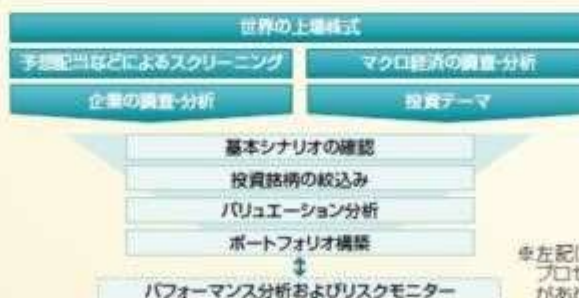 世界の上場株式
予想配当などによるスクリーニング
マクロ経済の調査・分析
企業の調査・分析
投資テーマ
基本シナリオの確認
投資銘柄の絞込み
バリュエーション分析
ポートフォリオ構築
↕
パフォーマンス分析およびリスクモニター
※左記に
プロセ
があり